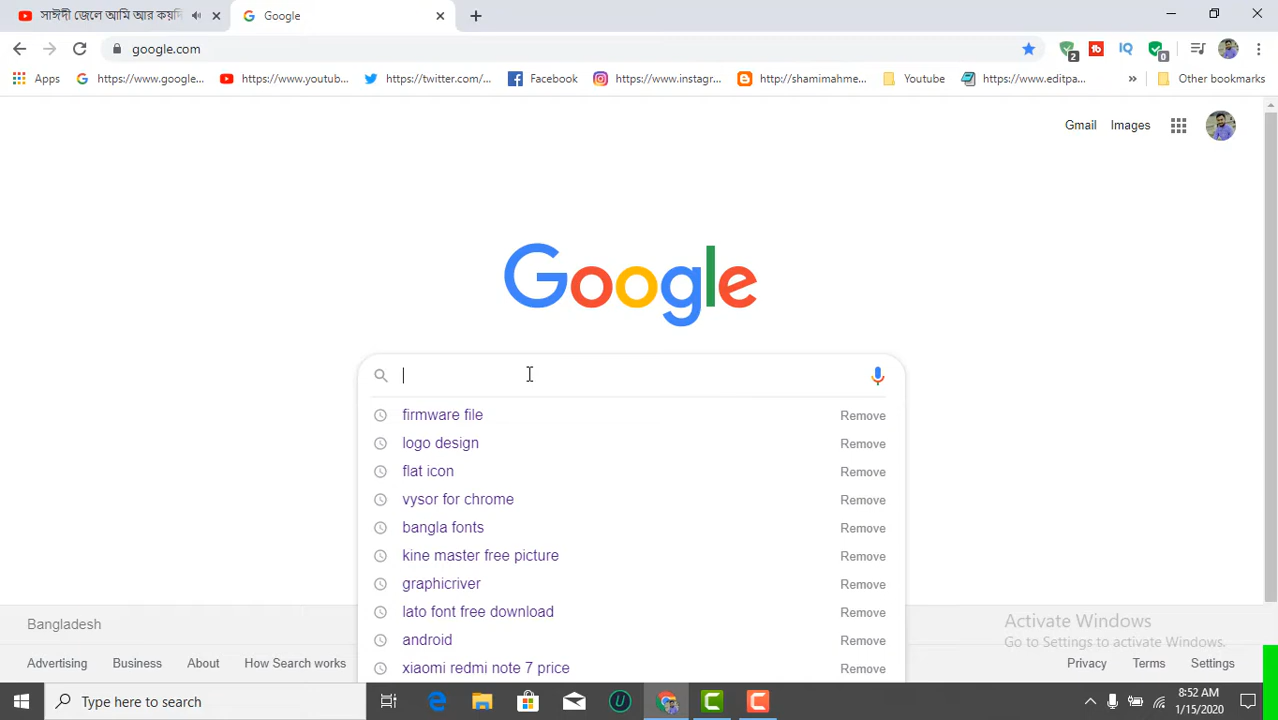 সাঈদী জেলে আমি আর কয়দি
Google
google.com
2
0
Apps
https://www.google...
https://www.youtub...
https://twitter.com/...
Facebook
https://www.instagr...
http://shamimahme...
Youtube
https://www.editpa...
»
Other bookmarks
Gmail
Images
Google
firmware file Remove
logo design Remove
flat icon Remove
vysor for chrome Remove
bangla fonts Remove
kine master free picture Remove
graphicriver Remove
lato font free download Remove
android Remove
xiaomi redmi note 7 price Remove
Bangladesh
Activate Windows
Go to Settings to activate Windows.
Advertising Business About How Search works
Privacy Terms Settings
Type here to search
8:52 AM
1/15/2020